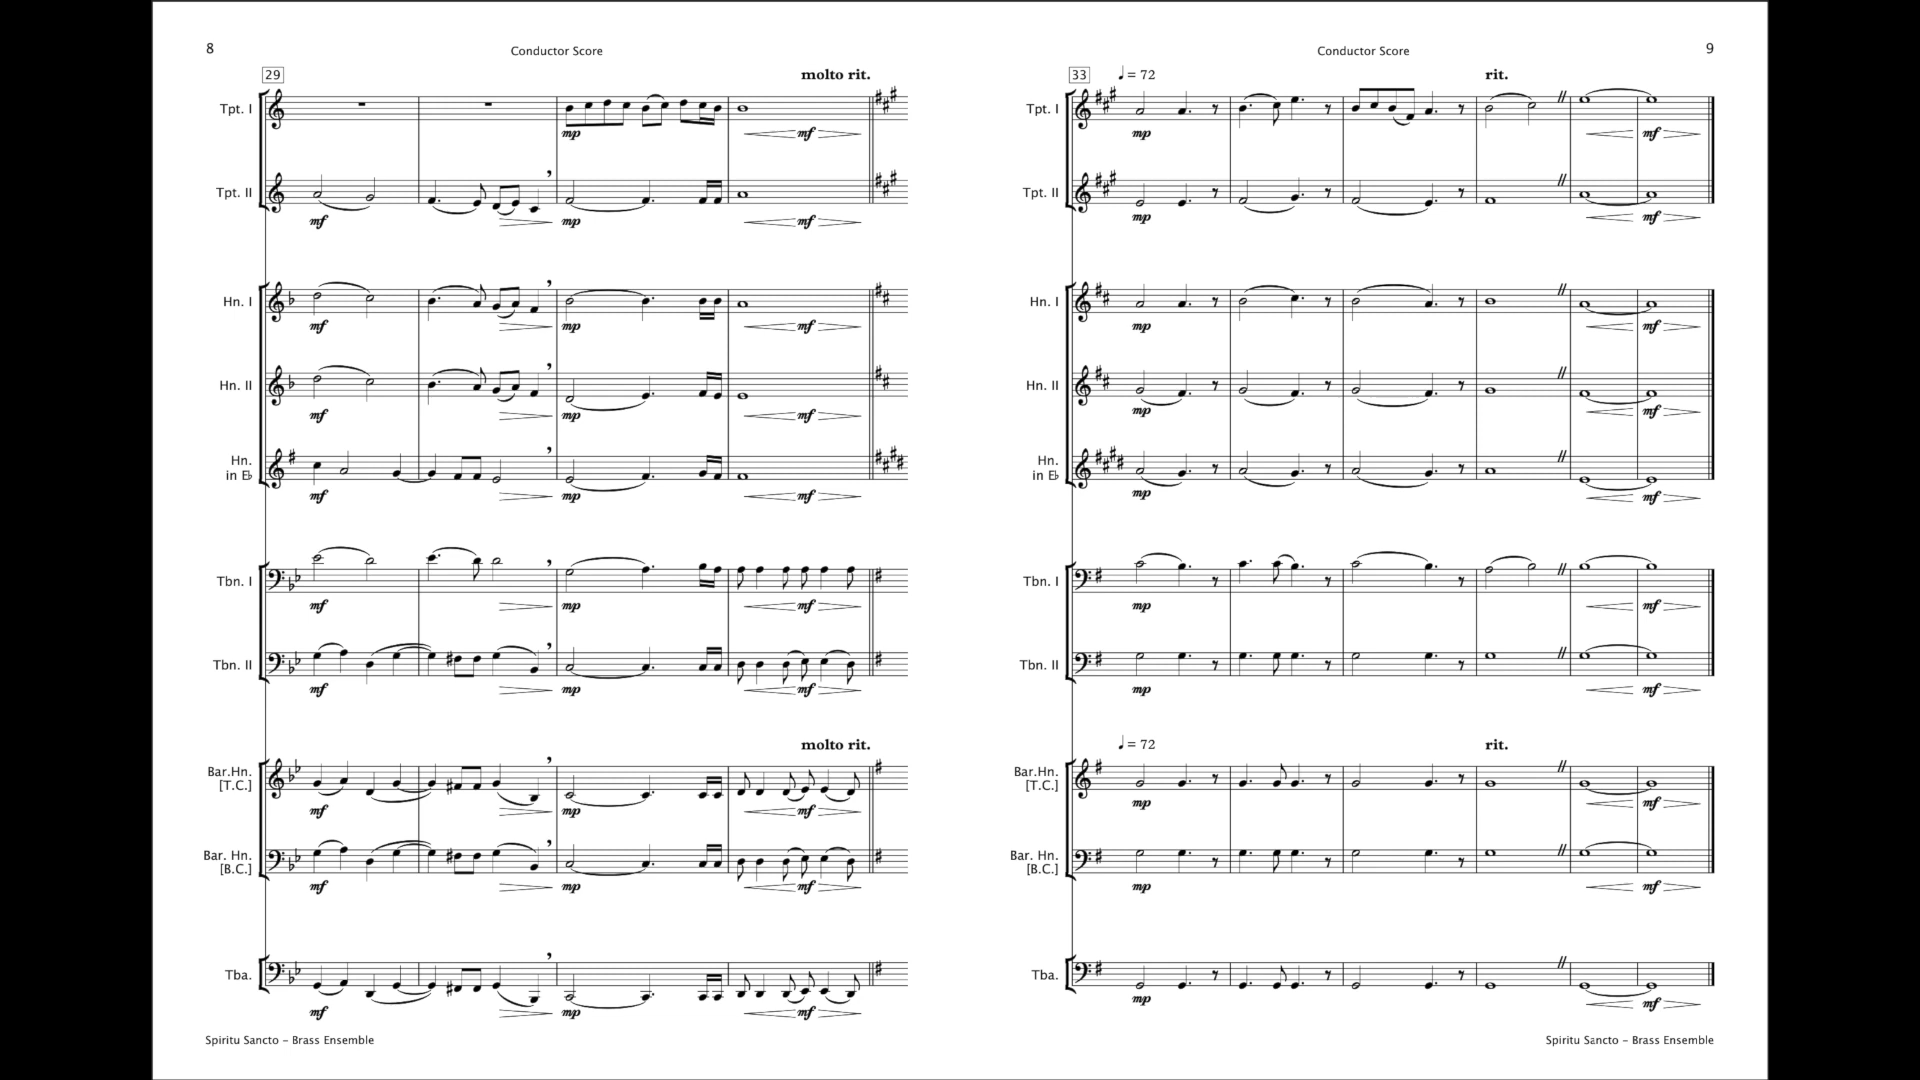 8
Conductor Score
29
molto rit.
Tpt. I
mp
mf
Tpt. II
mf
mp
mf
Hn. I
mf
mp
mf
Hn. II
mf
mp
mf
Hn.
in E♭
mf
mp
mf
Tbn. I
mf
mp
mf
Tbn. II
mf
mp
mf
molto rit.
Bar.Hn.
[T.C.]
mf
mp
mf
Bar. Hn.
[B.C.]
mf
mp
mf
Tba.
mf
mp
mf
Spiritu Sancto – Brass Ensemble
Conductor Score
9
33
♩= 72
rit.
Tpt. I
mp
mf
Tpt. II
mp
mf
Hn. I
mp
mf
Hn. II
mp
mf
Hn.
in E♭
mp
mf
Tbn. I
mp
mf
Tbn. II
mp
mf
♩= 72
rit.
Bar.Hn.
[T.C.]
mp
mf
Bar. Hn.
[B.C.]
mp
mf
Tba.
mp
mf
Spiritu Sancto – Brass Ensemble